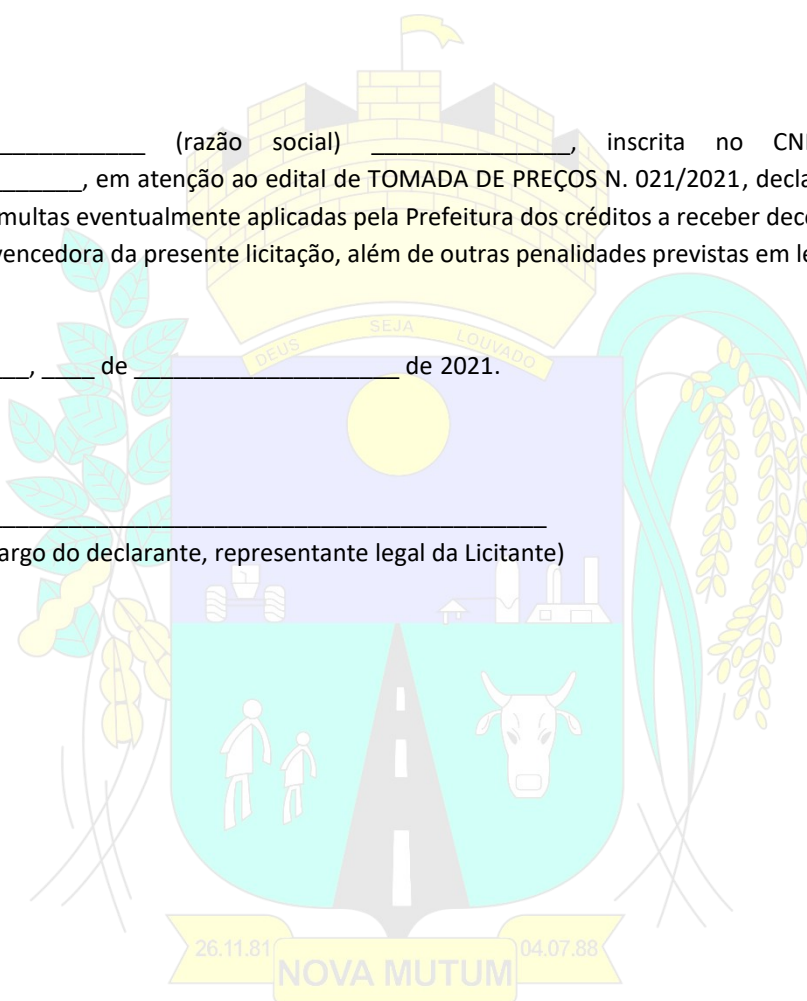 ____________ (razão social) _______________, inscrita no CN
_______, em atenção ao edital de TOMADA DE PREÇOS N. 021/2021, decla
multas eventualmente aplicadas pela Prefeitura dos créditos a receber dec
vencedora da presente licitação, além de outras penalidades previstas em le
DEUS SEJA LOUVADO
___, ____ de ____________________ de 2021.
__________________________________________
argo do declarante, representante legal da Licitante)
26.11.81 04.07.88
NOVA MUTUM